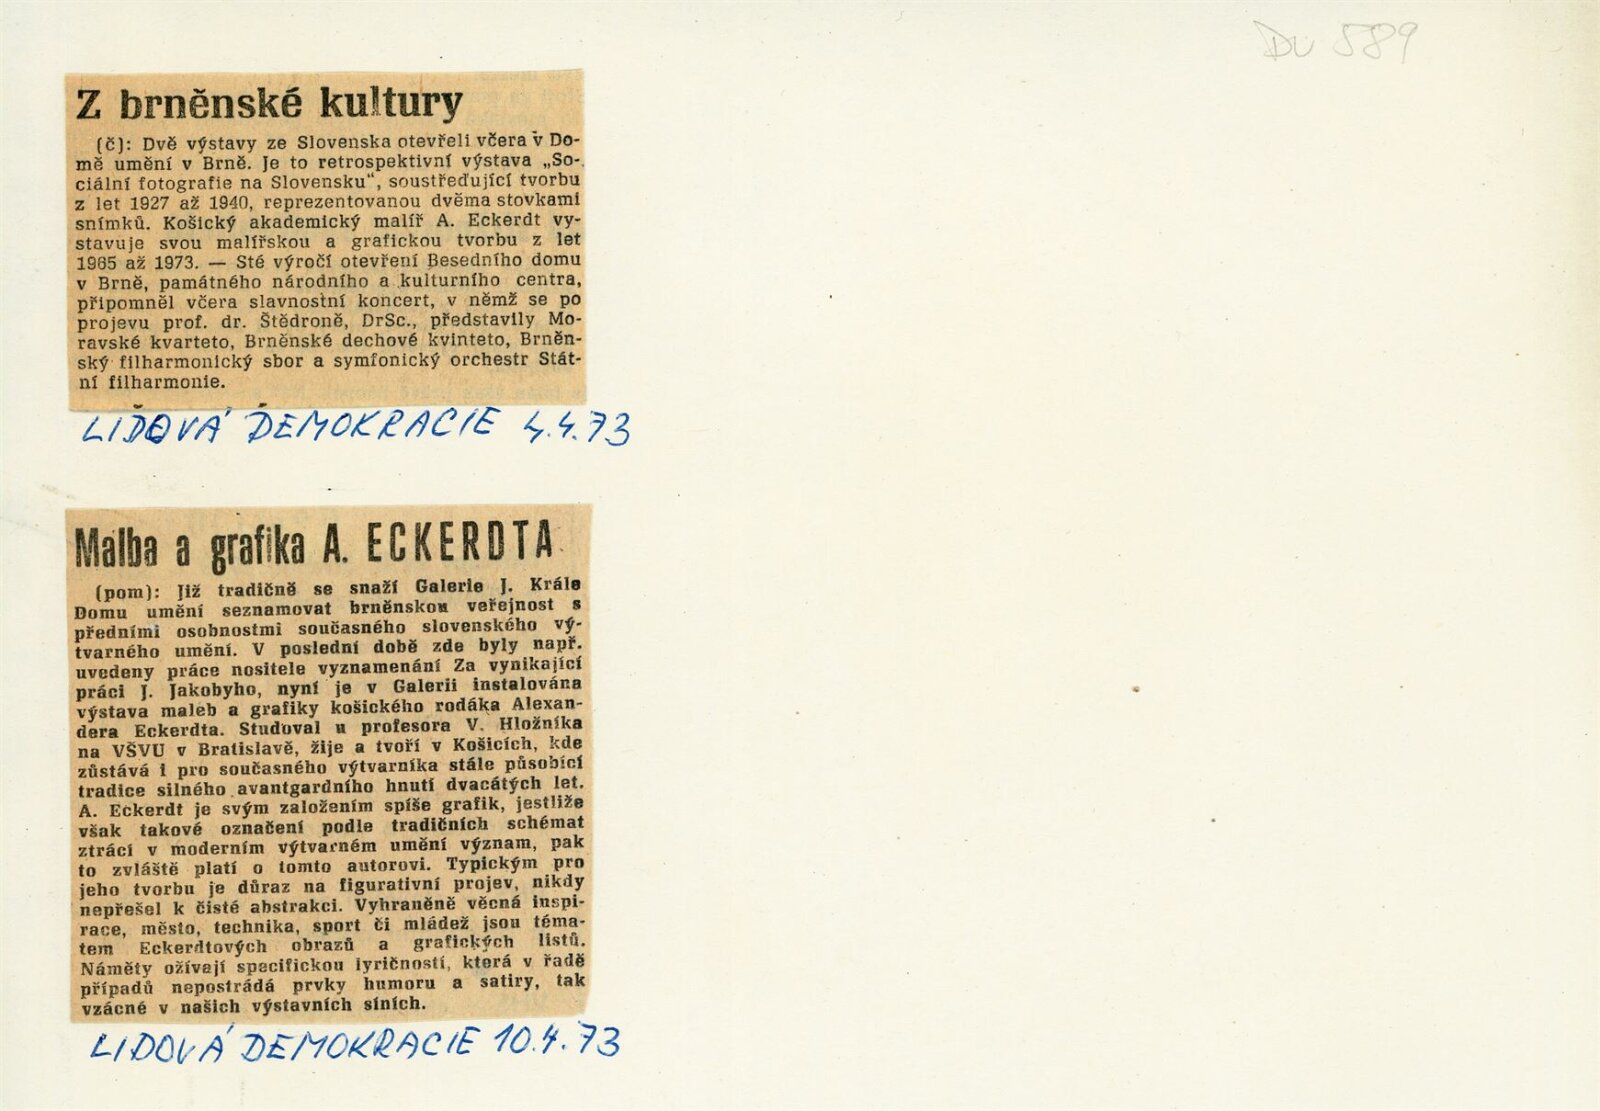 DU 589
Z brněnské kultury
(č): Dvě výstavy ze Slovenska otevřeli včera v Do-
mě umění v Brně. Je to retrospektivní výstava „So-
ciální fotografie na Slovensku“, soustřeďující tvorbu
z let 1927 až 1940, reprezentovanou dvěma stovkami
snímků. Košický akademický malíř A. Eckerdt vy-
stavuje svou malířskou a grafickou tvorbu z let
1965 až 1973. — Sté výročí otevření Besedního domu
v Brně, památného národního a kulturního centra,
připomněl včera slavnostní koncert, v němž se po
projevu prof. dr. Štědroně, DrSc., představily Mo-
ravské kvarteto, Brněnské dechové kvinteto, Brněn-
ský filharmonický sbor a symfonický orchestr Stát-
ní filharmonie.
LIDOVÁ DEMOKRACIE 4.4.73
Malba a grafika A. ECKERDTA
(pom): Již tradičně se snaží Galerie J. Krále
Domu umění seznamovat brněnskou veřejnost s
předními osobnostmi současného slovenského vý-
tvarného umění. V poslední době zde byly např.
uvedeny práce nositele vyznamenání Za vynikající
práci J. Jakobyho, nyní je v Galerii instalována
výstava maleb a grafiky košického rodáka Alexan-
dera Eckerdta. Studoval u profesora V. Hložníka
na VŠVU v Bratislavě, žije a tvoří v Košicích, kde
zůstává i pro současného výtvarníka stále působící
tradice silného avantgardního hnutí dvacátých let.
A. Eckerdt je svým založením spíše grafik, jestliže
však takové označení podle tradičních schémat
ztrácí v moderním výtvarném umění význam, pak
to zvláště platí o tomto autorovi. Typickým pro
jeho tvorbu je důraz na figurativní projev, nikdy
nepřešel k čisté abstrakci. Vyhraněně věcná inspi-
race, město, technika, sport či mládež jsou téma-
tem Eckerdtových obrazů a grafických listů.
Náměty ožívají specifickou lyričností, která v řadě
případů nepostrádá prvky humoru a satiry, tak
vzácné v našich výstavních síních.
LIDOVÁ DEMOKRACIE 10.4.73